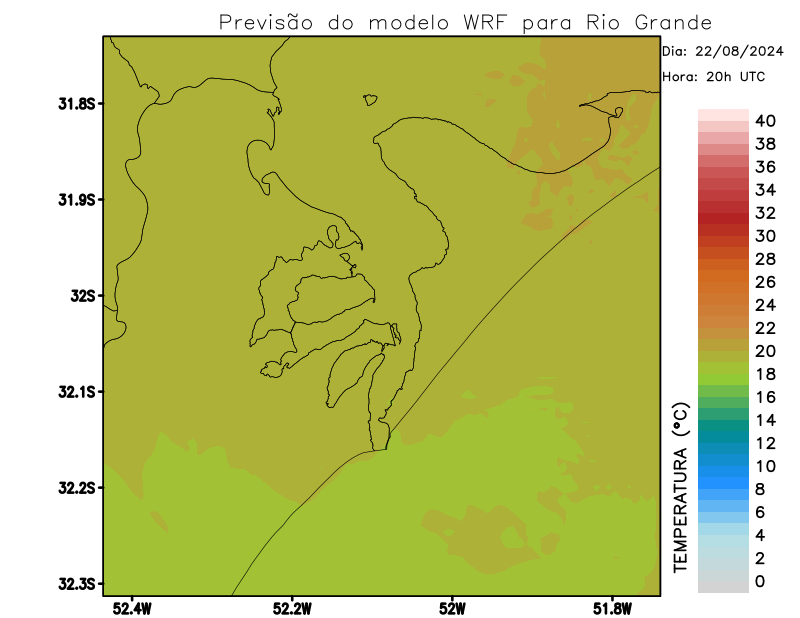 Previsão do modelo WRF para Rio Grande
Dia: 22/08/2024
Hora: 20h UTC
31.8S
31.9S
32S
32.1S
32.2S
32.3S
52.4W
52.2W
52W
51.8W
TEMPERATURA (°C)
40
38
36
34
32
30
28
26
24
22
20
18
16
14
12
10
8
6
4
2
0